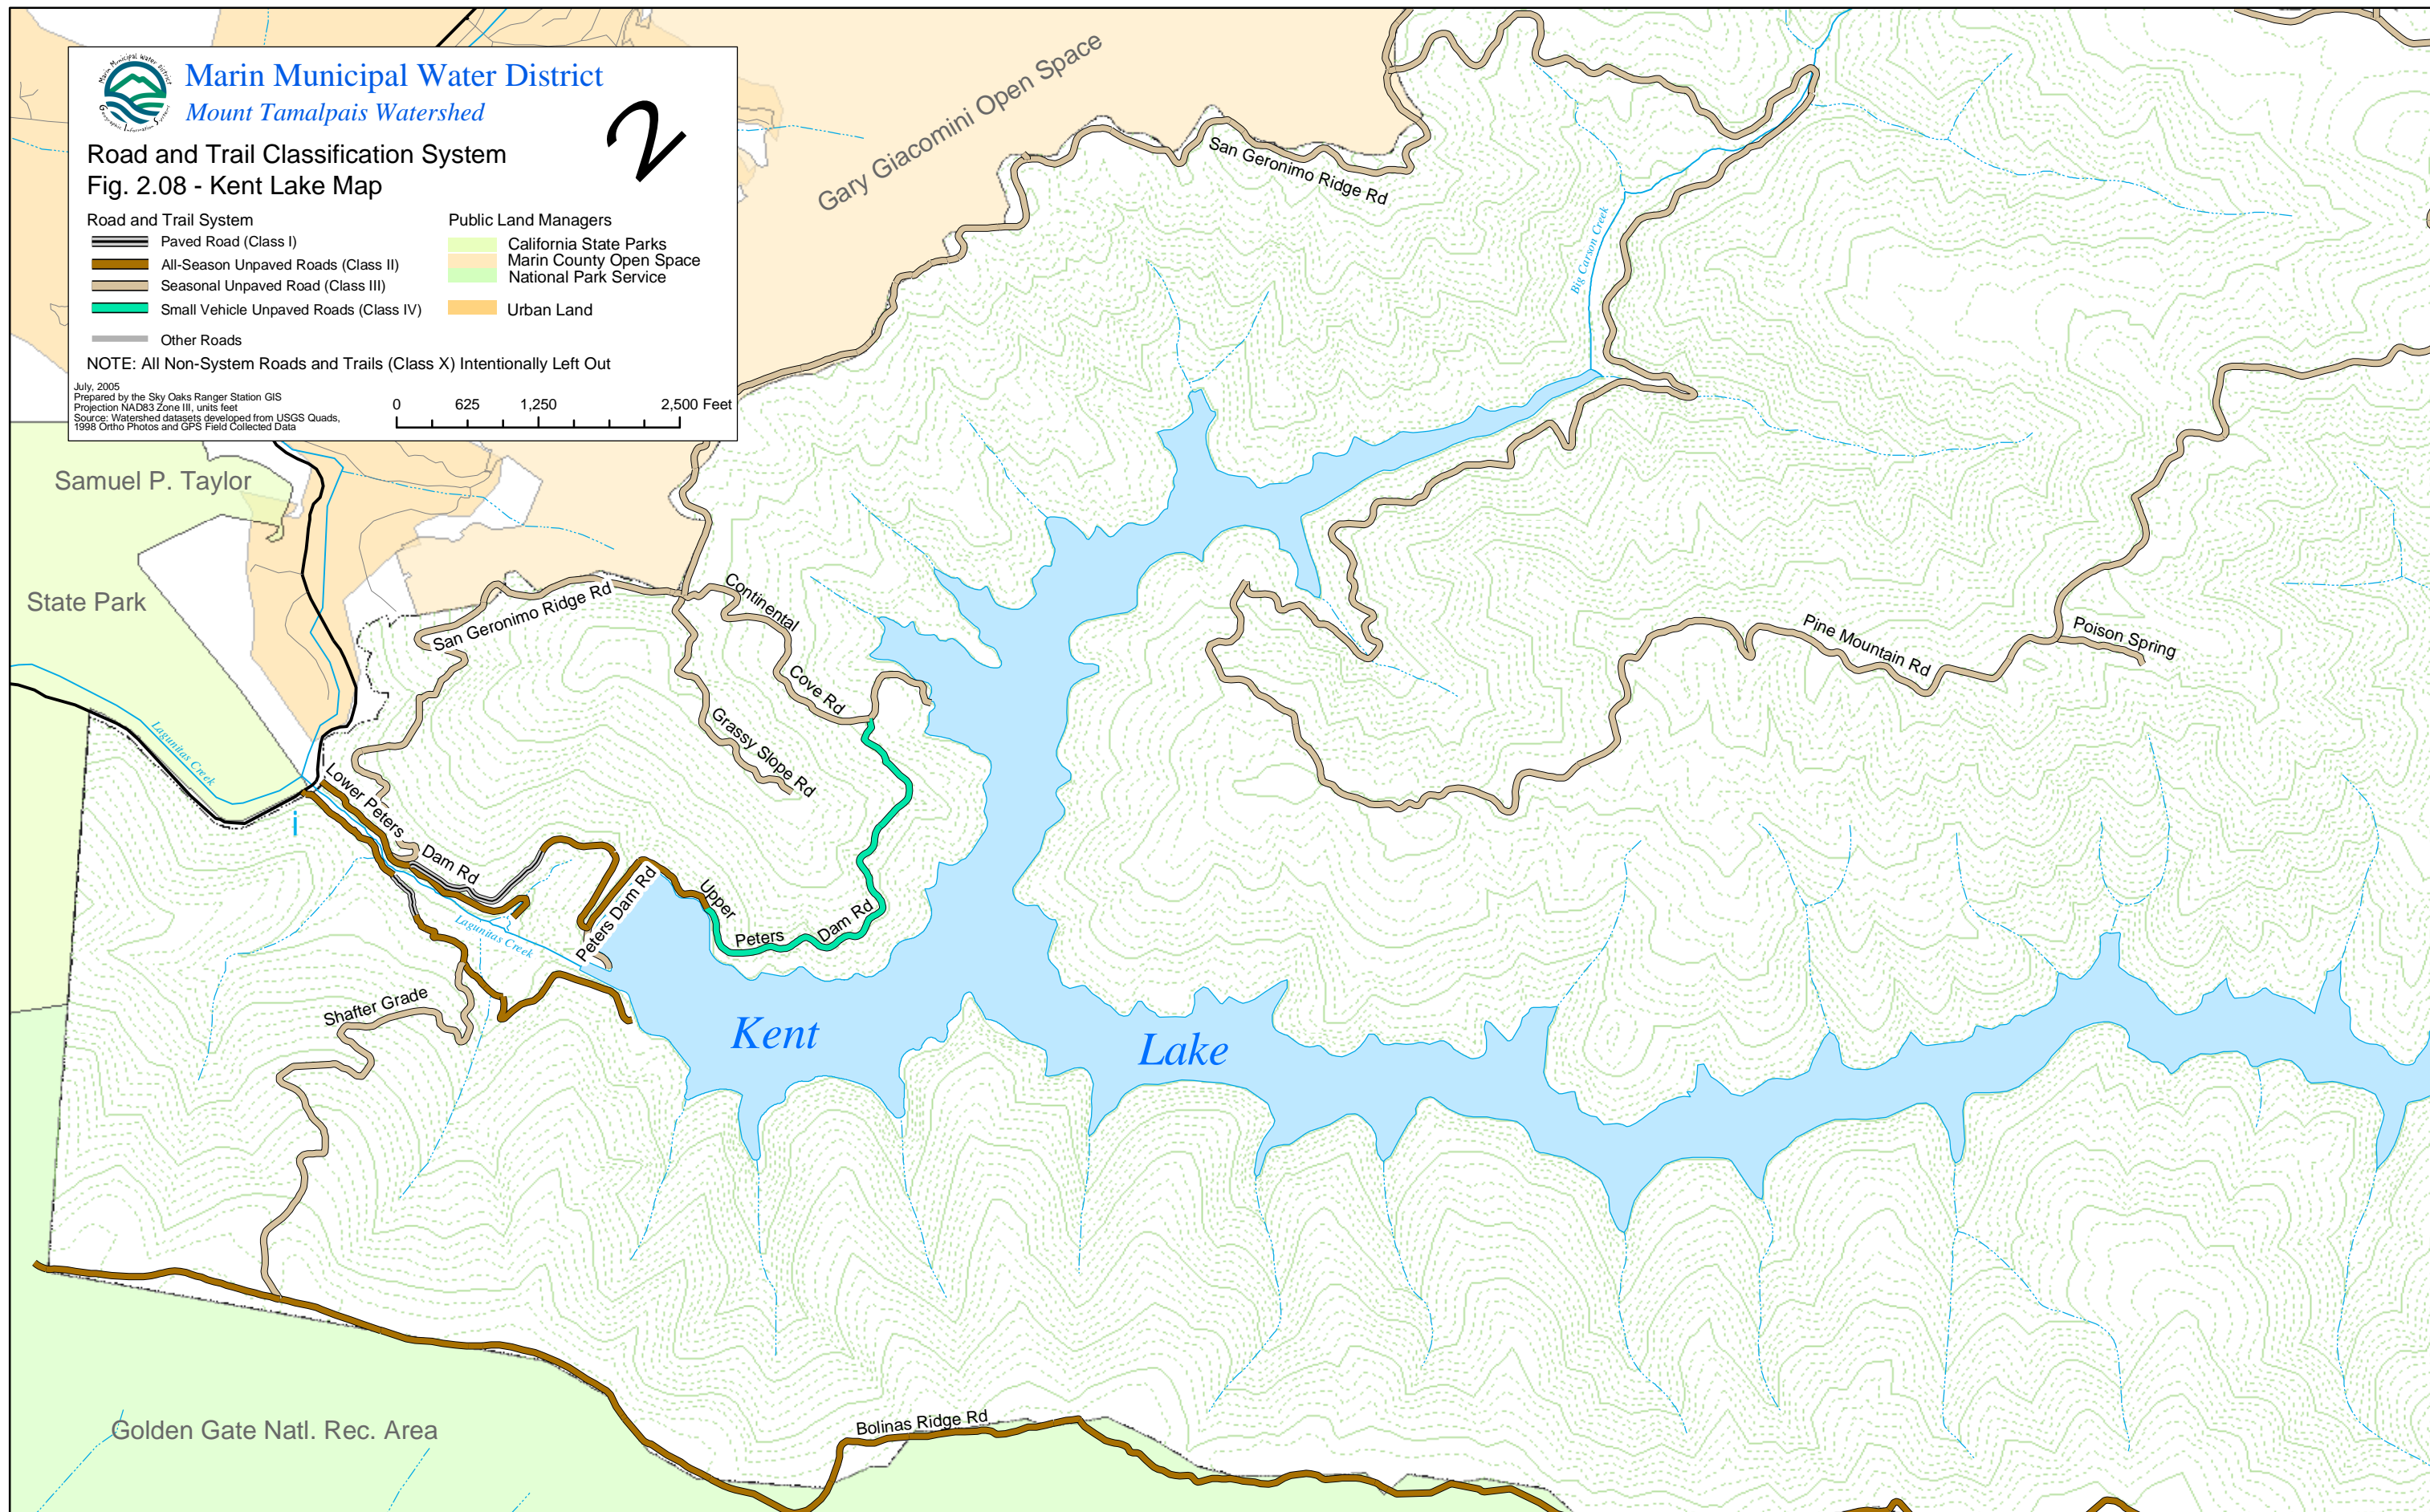 Marin Municipal Water District
Geographic Information System
Marin Municipal Water District
Mount Tamalpais Watershed
2
Road and Trail Classification System
Fig. 2.08 - Kent Lake Map
Road and Trail System
Paved Road (Class I)
All-Season Unpaved Roads (Class II)
Seasonal Unpaved Road (Class III)
Small Vehicle Unpaved Roads (Class IV)
Other Roads
Public Land Managers
California State Parks
Marin County Open Space
National Park Service
Urban Land
NOTE: All Non-System Roads and Trails (Class X) Intentionally Left Out
July, 2005
Prepared by the Sky Oaks Ranger Station GIS
Projection NAD83 Zone III, units feet
Source: Watershed datasets developed from USGS Quads,
1998 Ortho Photos and GPS Field Collected Data
0 625 1,250 2,500 Feet
Gary Giacomini Open Space
San Geronimo Ridge Rd
Big Carson Creek
Samuel P. Taylor
State Park
San Geronimo Ridge Rd
Continental
Cove Rd
Grassy Slope Rd
Pine Mountain Rd
Poison Spring
Lagunitas Creek
Lower Peters
Dam Rd
i
Peters Dam Rd
Upper
Peters
Dam Rd
Lagunitas Creek
Shafter Grade
Kent
Lake
Bolinas Ridge Rd
Golden Gate Natl. Rec. Area